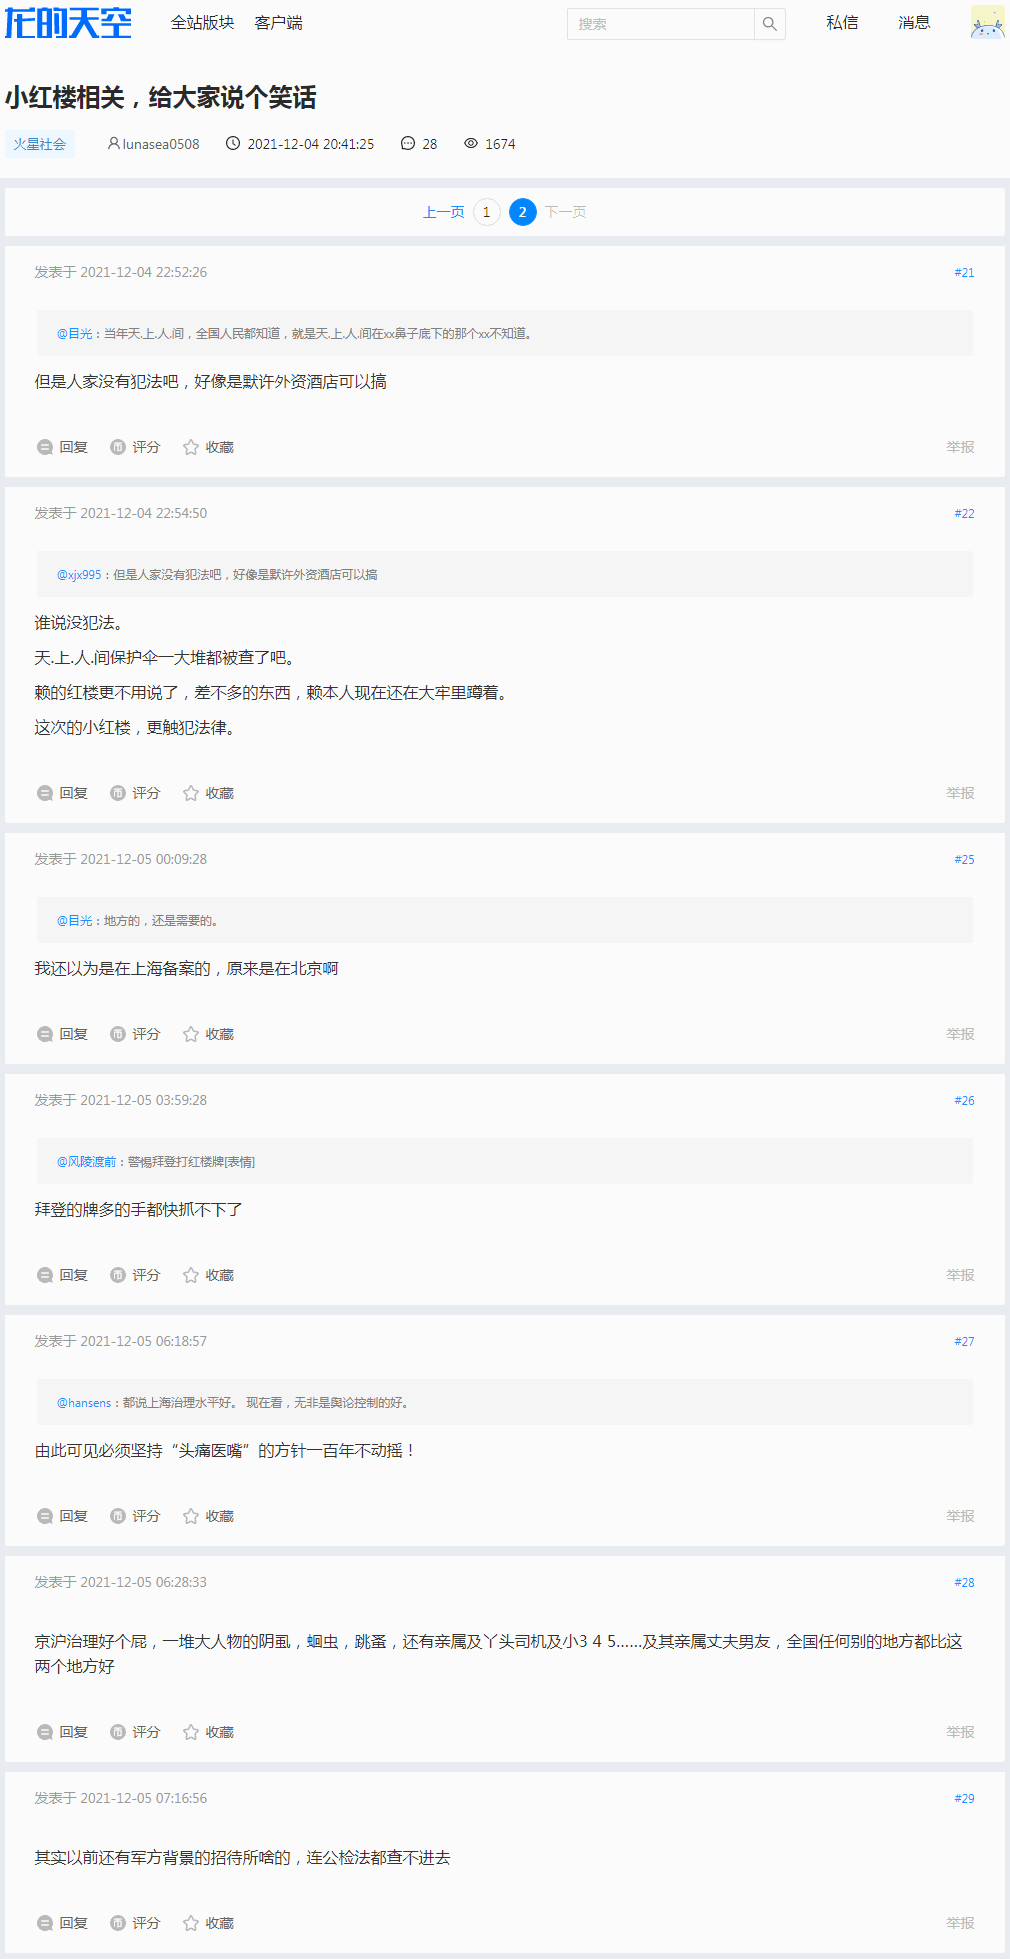 龙的天空 全站版块 客户端 搜索 私信 消息
小红楼相关，给大家说个笑话
火星社会 lunasea0508 2021-12-04 20:41:25 28 1674
上一页 1 2 下一页
发表于 2021-12-04 22:52:26 #21
@目光：当年天.上.人.间，全国人民都知道，就是天.上.人.间在xx鼻子底下的那个xx不知道。
但是人家没有犯法吧，好像是默许外资酒店可以搞
回复 评分 收藏 举报
发表于 2021-12-04 22:54:50 #22
@xjx995：但是人家没有犯法吧，好像是默许外资酒店可以搞
谁说没犯法。
天.上.人.间保护伞一大堆都被查了吧。
赖的红楼更不用说了，差不多的东西，赖本人现在还在大牢里蹲着。
这次的小红楼，更触犯法律。
回复 评分 收藏 举报
发表于 2021-12-05 00:09:28 #25
@目光：地方的，还是需要的。
我还以为是在上海备案的，原来是在北京啊
回复 评分 收藏 举报
发表于 2021-12-05 03:59:28 #26
@风陵渡前：警惕拜登打红楼牌[表情]
拜登的牌多的手都快抓不下了
回复 评分 收藏 举报
发表于 2021-12-05 06:18:57 #27
@hansens：都说上海治理水平好。 现在看，无非是舆论控制的好。
由此可见必须坚持“头痛医嘴”的方针一百年不动摇！
回复 评分 收藏 举报
发表于 2021-12-05 06:28:33 #28
京沪治理好个屁，一堆大人物的阴虱，蛔虫，跳蚤，还有亲属及丫头司机及小3 4 5……及其亲属丈夫男友，全国任何别的地方都比这
两个地方好
回复 评分 收藏 举报
发表于 2021-12-05 07:16:56 #29
其实以前还有军方背景的招待所啥的，连公检法都查不进去
回复 评分 收藏 举报